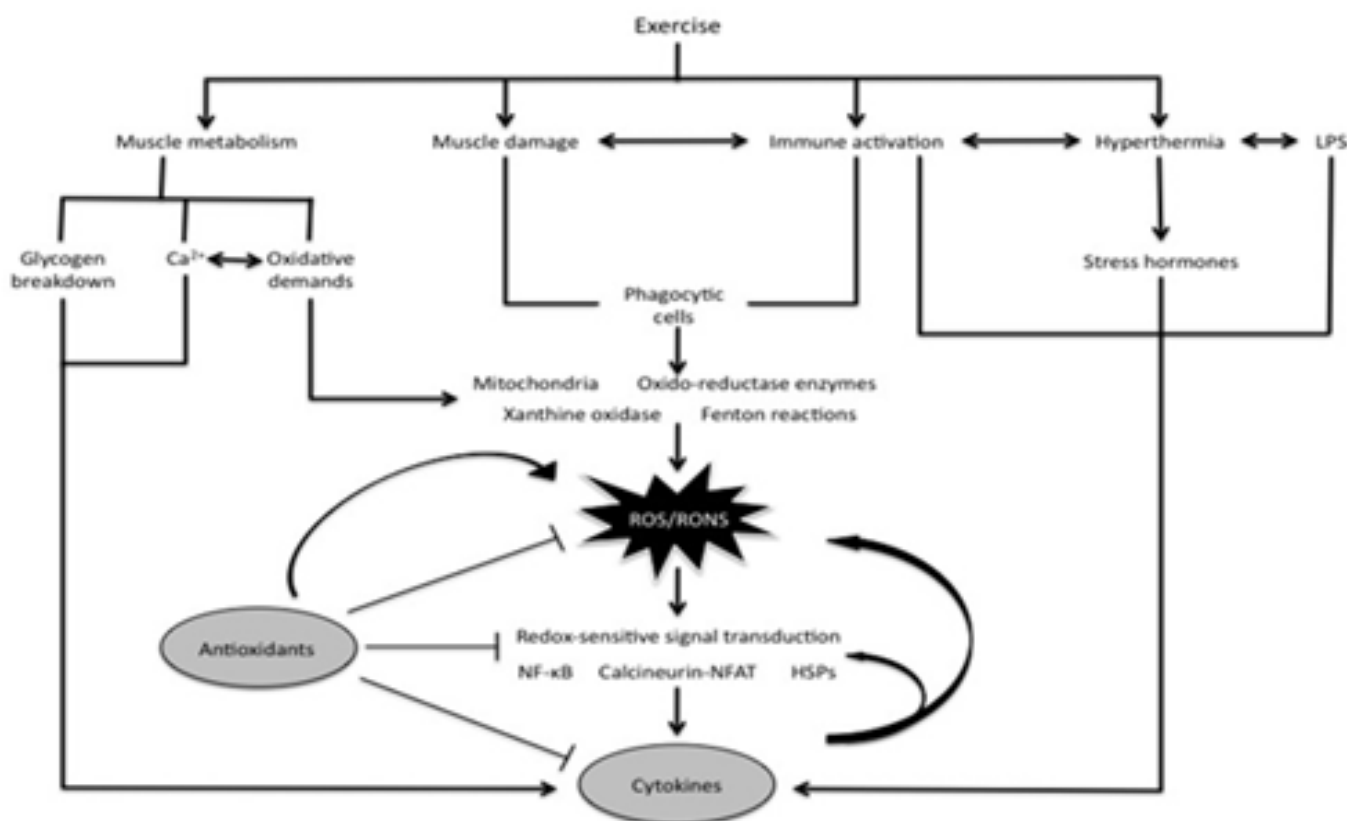 Exercise
Muscle metabolism
Muscle damage
Immune activation
Hyperthermia
LPS
Glycogen
breakdown
Ca²⁺
Oxidative
demands
Stress hormones
Phagocytic
cells
Mitochondria
Oxido-reductase enzymes
Xanthine oxidase
Fenton reactions
ROS/RONS
Antioxidants
Redox-sensitive signal transduction
NF-κB
Calcineurin-NFAT
HSPs
Cytokines